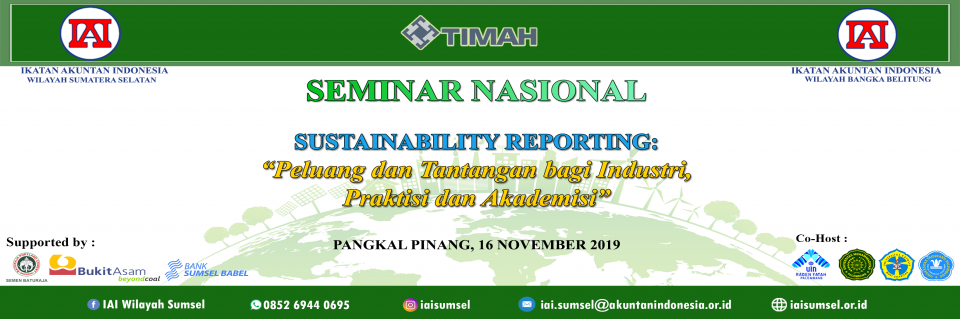 IAI
TIMAH
IAI
IKATAN AKUNTAN INDONESIA
WILAYAH SUMATERA SELATAN
IKATAN AKUNTAN INDONESIA
WILAYAH BANGKA BELITUNG
SEMINAR NASIONAL
SUSTAINABILITY REPORTING:
“Peluang dan Tantangan bagi Industri,
Praktisi dan Akademisi”
PANGKAL PINANG, 16 NOVEMBER 2019
Supported by :
SEMEN BATURAJA
BukitAsam
beyondcoal
BANK
SUMSEL BABEL
Co-Host :
uin
RADEN FATAH
PALEMBANG
IAI Wilayah Sumsel
0852 6944 0695
iaisumsel
iai.sumsel@akuntanindonesia.or.id
iaisumsel.or.id